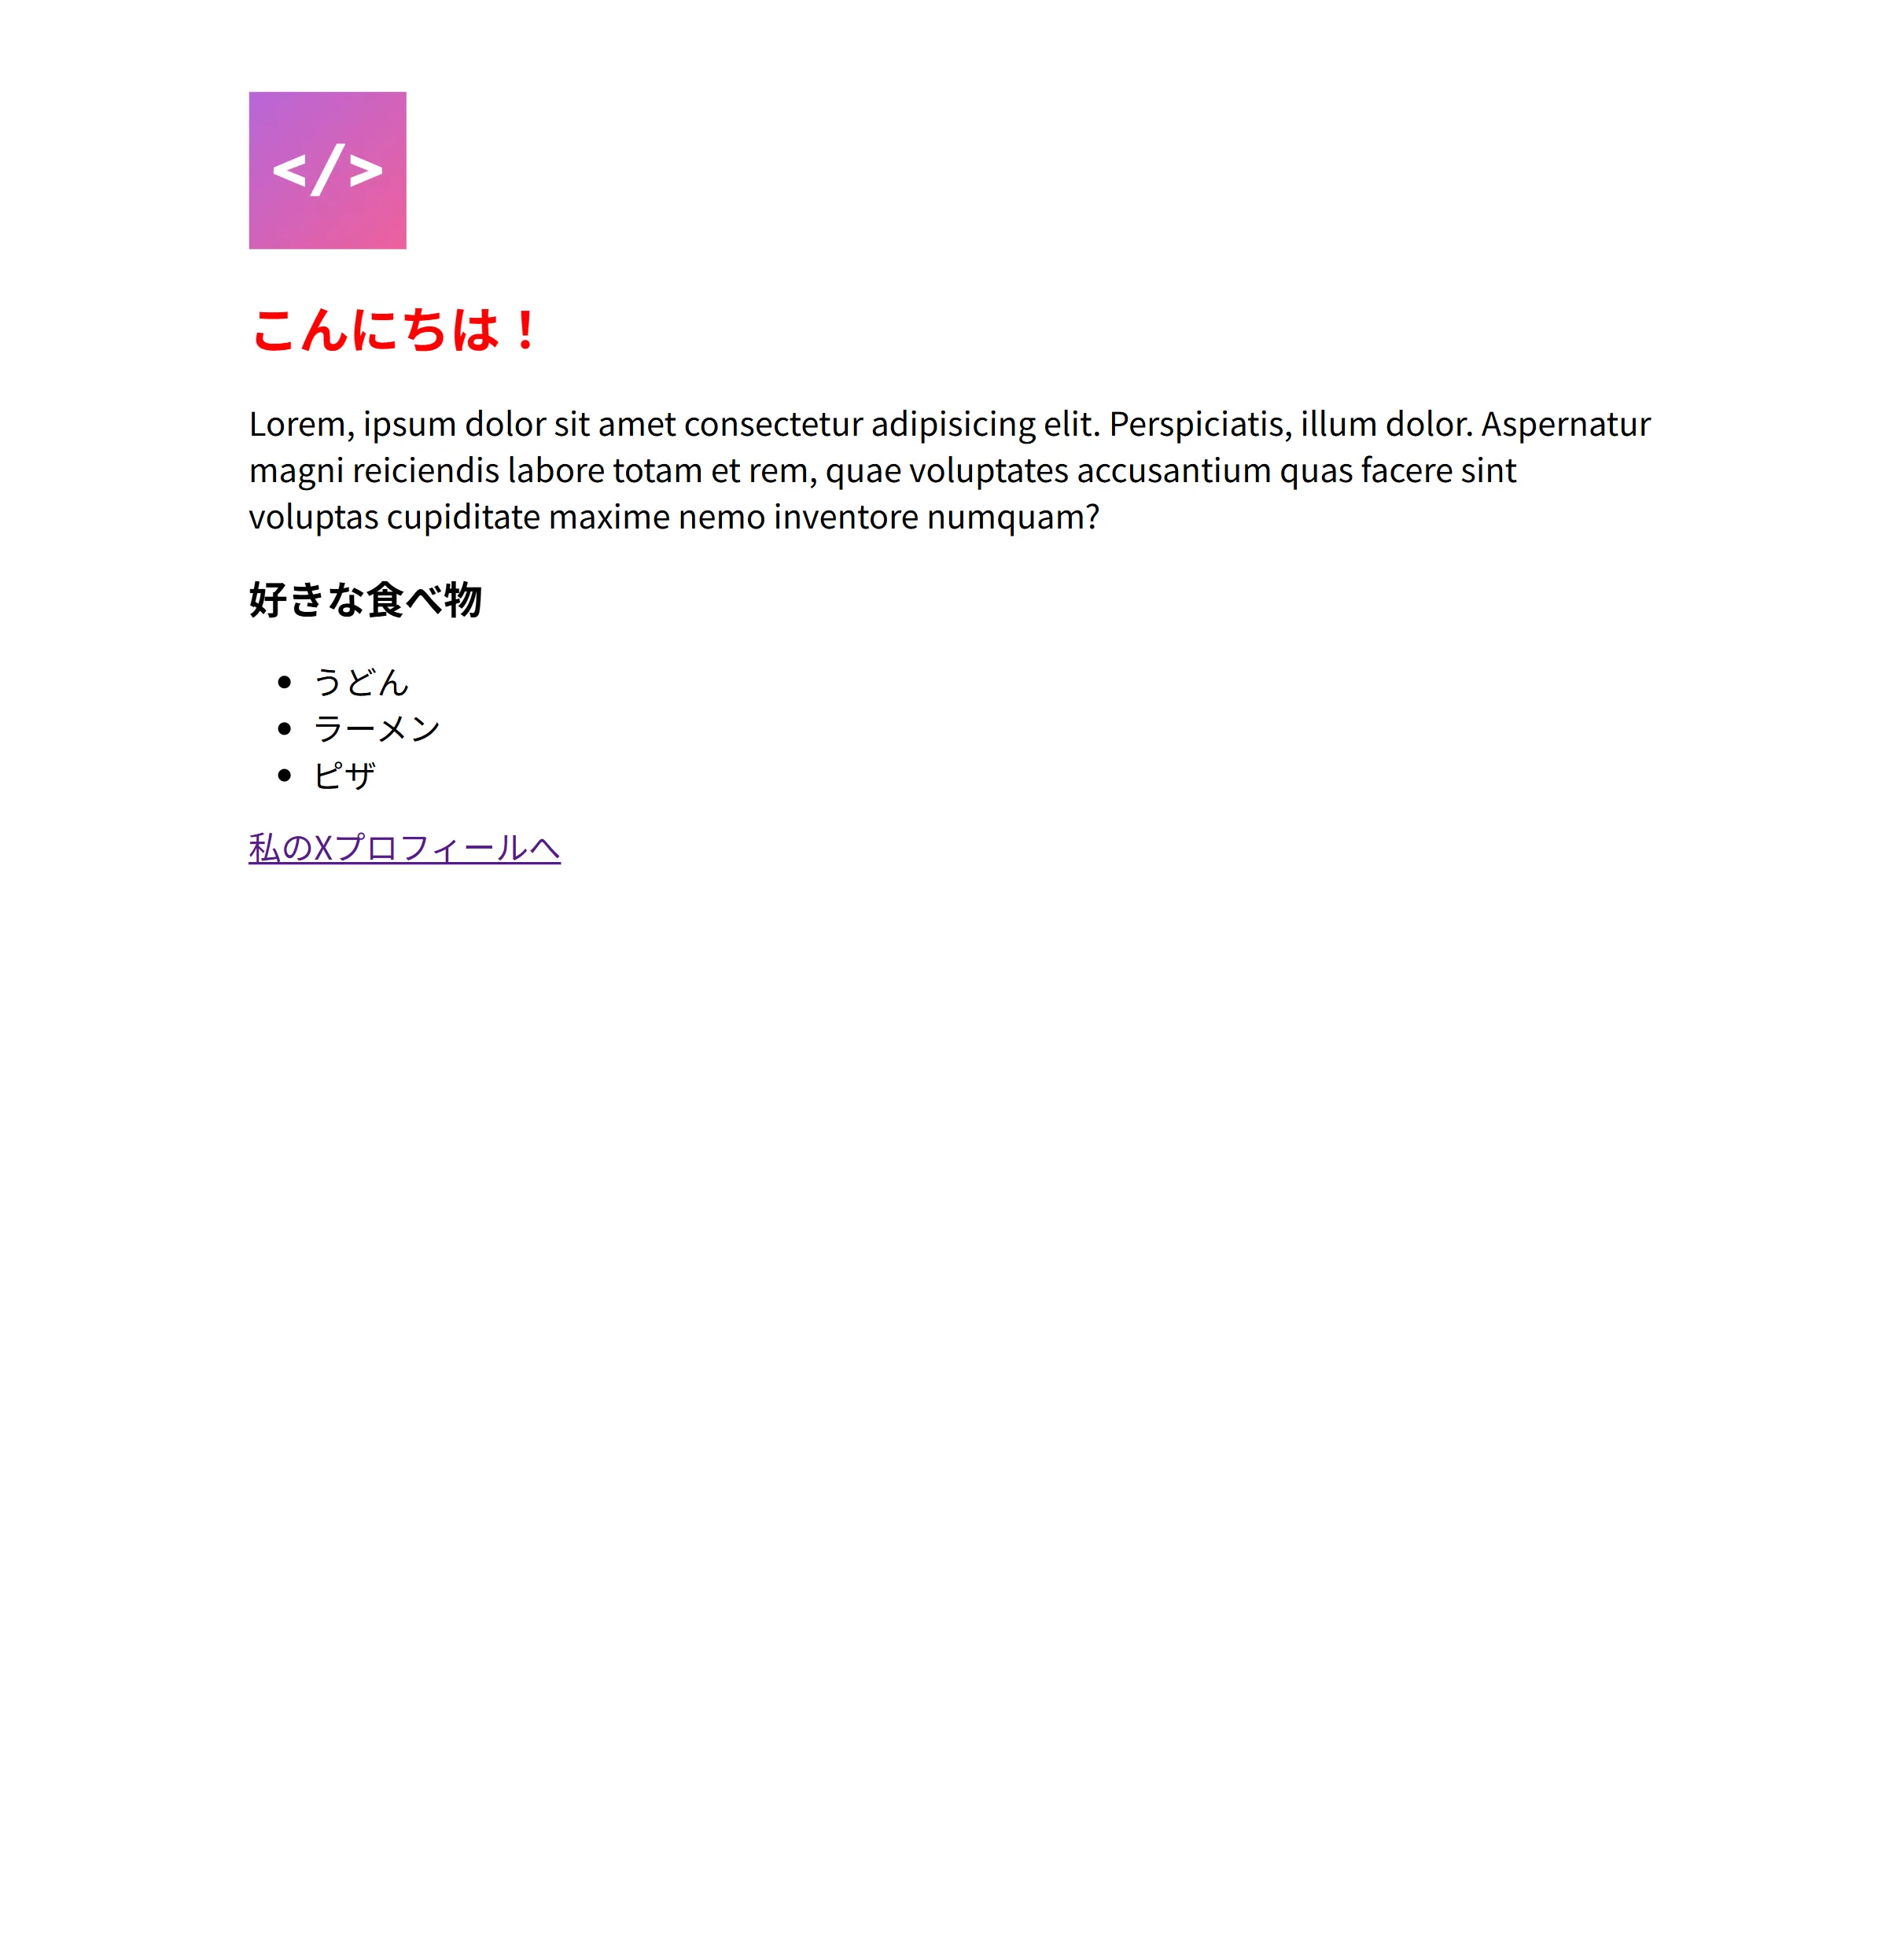 </>
こんにちは！
Lorem, ipsum dolor sit amet consectetur adipisicing elit. Perspiciatis, illum dolor. Aspernatur
magni reiciendis labore totam et rem, quae voluptates accusantium quas facere sint
voluptas cupiditate maxime nemo inventore numquam?
好きな食べ物
• うどん
• ラーメン
• ピザ
私のXプロフィールへ